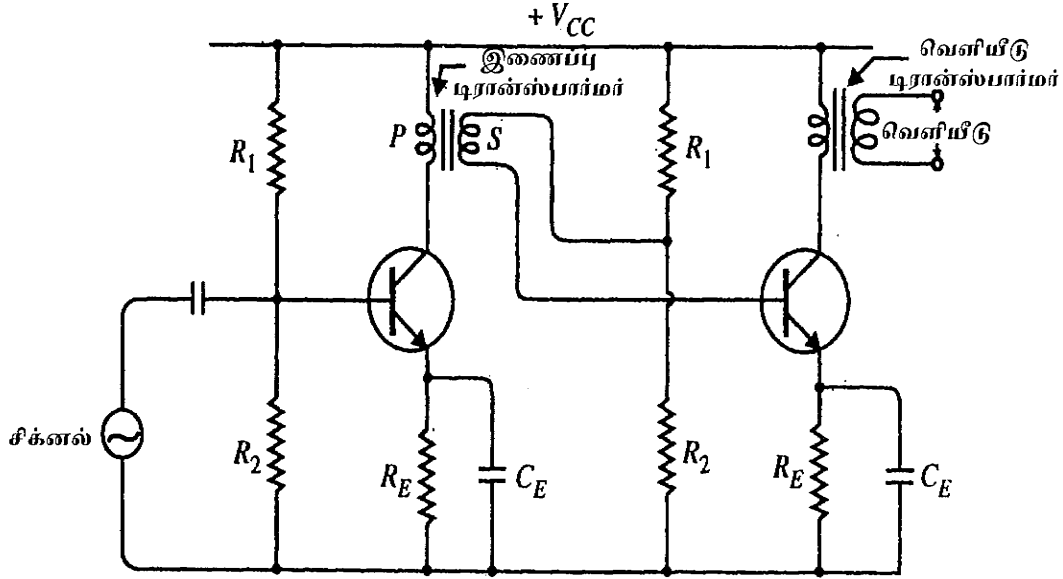 + V_CC
இணைப்பு
டிரான்ஸ்பார்மர்
வெளியீடு
டிரான்ஸ்பார்மர்
R_1
P
S
R_1
வெளியீடு
சிக்னல்
R_2
R_E
C_E
R_2
R_E
C_E